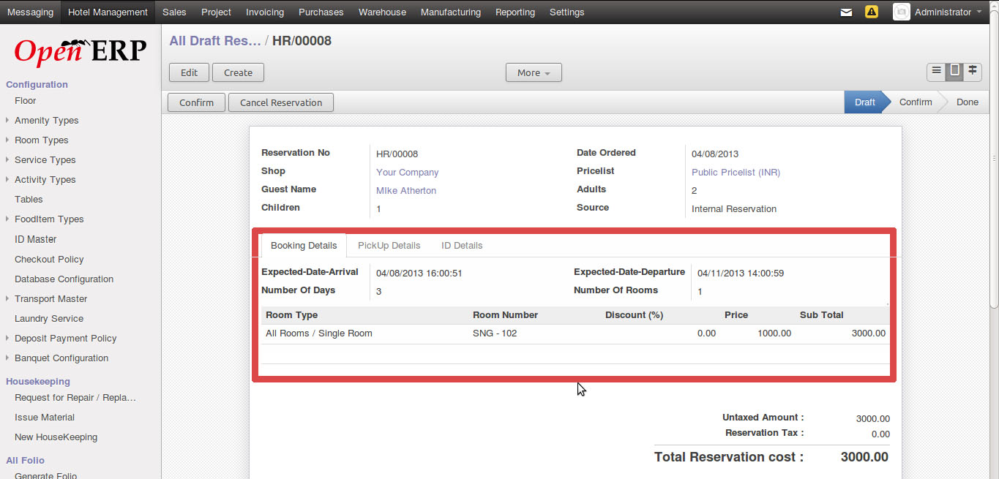 Messaging Hotel Management Sales Project Invoicing Purchases Warehouse Manufacturing Reporting Settings Administrator
Open ERP
Configuration
Floor
Amenity Types
Room Types
Service Types
Activity Types
Tables
FoodItem Types
ID Master
Checkout Policy
Database Configuration
Transport Master
Laundry Service
Deposit Payment Policy
Banquet Configuration
Housekeeping
Request for Repair / Repla...
Issue Material
New HouseKeeping
All Folio
Generate Folio
All Draft Res... / HR/00008
Edit Create More
Confirm Cancel Reservation Draft Confirm Done
Reservation No HR/00008 Date Ordered 04/08/2013
Shop Your Company Pricelist Public Pricelist (INR)
Guest Name MIke Atherton Adults 2
Children 1 Source Internal Reservation
Booking Details PickUp Details ID Details
Expected-Date-Arrival 04/08/2013 16:00:51 Expected-Date-Departure 04/11/2013 14:00:59
Number Of Days 3 Number Of Rooms 1
Room Type Room Number Discount (%) Price Sub Total
All Rooms / Single Room SNG - 102 0.00 1000.00 3000.00
Untaxed Amount : 3000.00
Reservation Tax : 0.00
Total Reservation cost : 3000.00